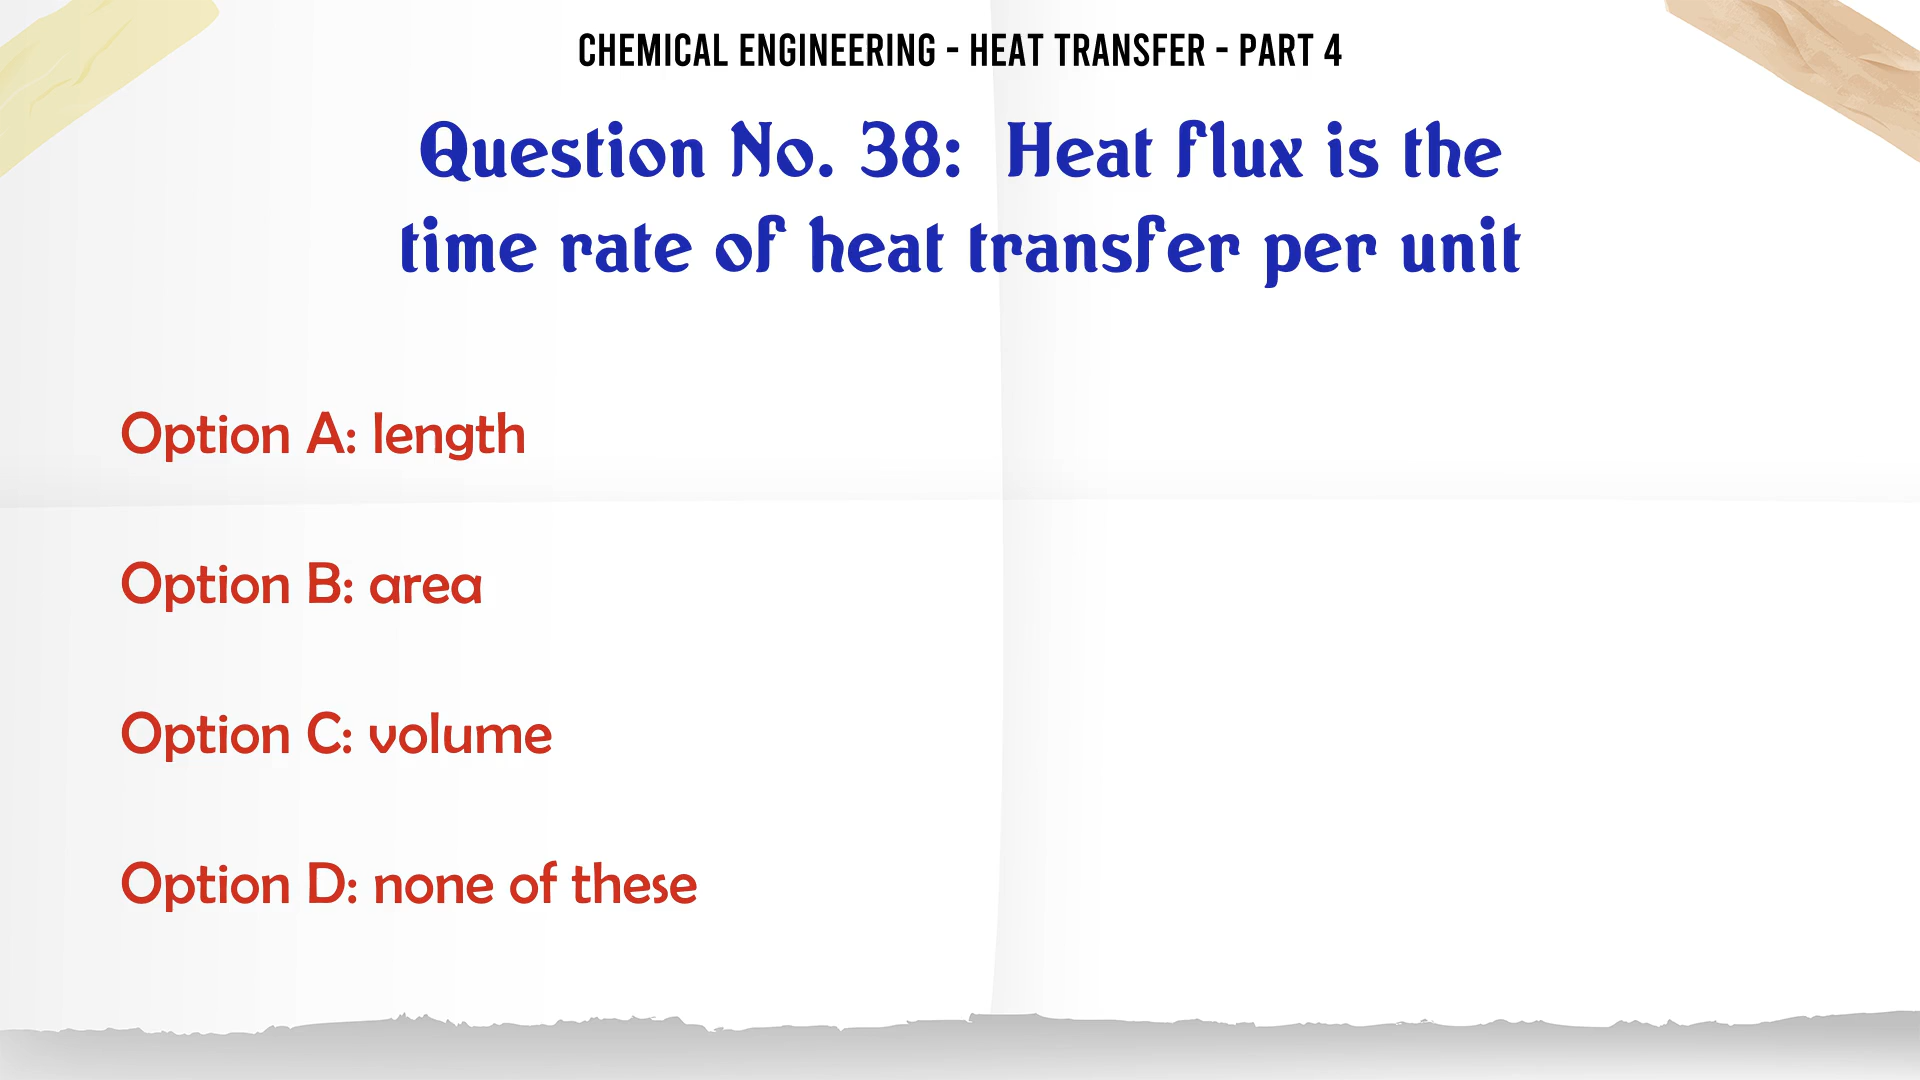 CHEMICAL ENGINEERING - HEAT TRANSFER - PART 4
Question No. 38: Heat flux is the
time rate of heat transfer per unit
Option A: length
Option B: area
Option C: volume
Option D: none of these